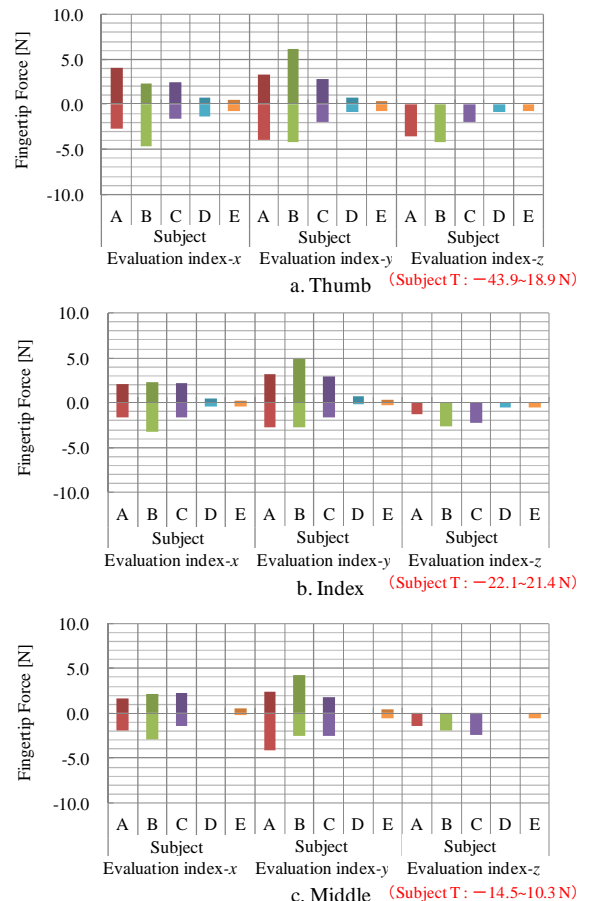 10.0
5.0
0.0
-5.0
-10.0
Fingertip Force [N]
A B C D E A B C D E A B C D E
Subject Subject Subject
Evaluation index-x Evaluation index-y Evaluation index-z
a. Thumb (Subject T : −43.9~18.9 N)
10.0
5.0
0.0
-5.0
-10.0
Fingertip Force [N]
A B C D E A B C D E A B C D E
Subject Subject Subject
Evaluation index-x Evaluation index-y Evaluation index-z
b. Index (Subject T : −22.1~21.4 N)
10.0
5.0
0.0
-5.0
-10.0
Fingertip Force [N]
A B C D E A B C D E A B C D E
Subject Subject Subject
Evaluation index-x Evaluation index-y Evaluation index-z
c. Middle (Subject T : −14.5~10.3 N)